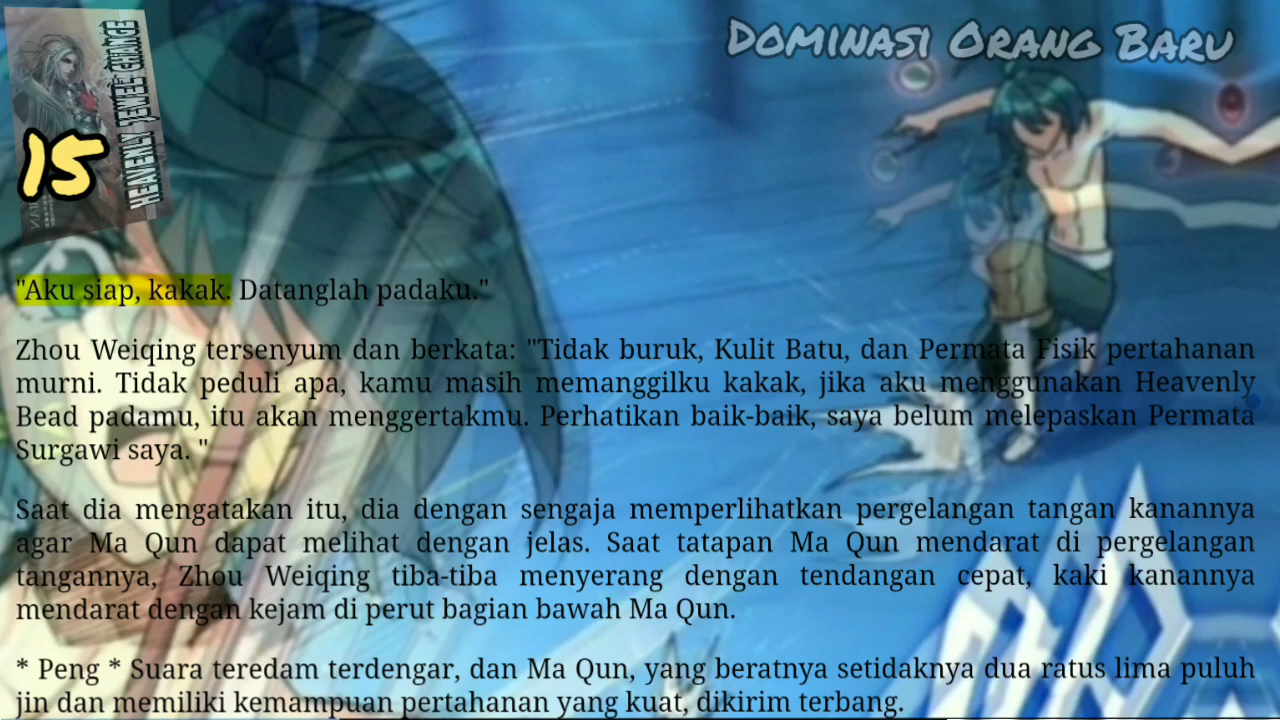 Dominasi Orang Baru
HEAVENLY JEWEL CHANGE
15
"Aku siap, kakak. Datanglah padaku."
Zhou Weiqing tersenyum dan berkata: "Tidak buruk, Kulit Batu, dan Permata Fisik pertahanan
murni. Tidak peduli apa, kamu masih memanggilku kakak, jika aku menggunakan Heavenly
Bead padamu, itu akan menggertakmu. Perhatikan baik-baik, saya belum melepaskan Permata
Surgawi saya. "
Saat dia mengatakan itu, dia dengan sengaja memperlihatkan pergelangan tangan kanannya
agar Ma Qun dapat melihat dengan jelas. Saat tatapan Ma Qun mendarat di pergelangan
tangannya, Zhou Weiqing tiba-tiba menyerang dengan tendangan cepat, kaki kanannya
mendarat dengan kejam di perut bagian bawah Ma Qun.
* Peng * Suara teredam terdengar, dan Ma Qun, yang beratnya setidaknya dua ratus lima puluh
jin dan memiliki kemampuan pertahanan yang kuat, dikirim terbang.